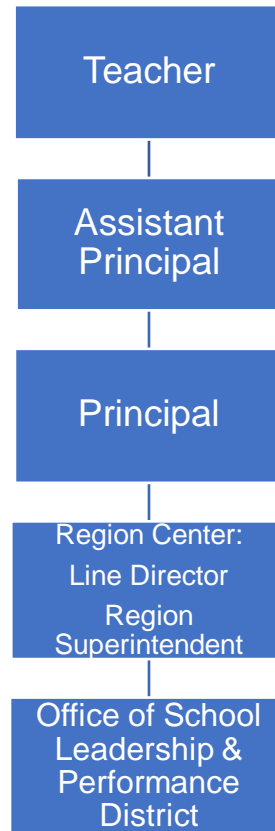 Teacher
Assistant
Principal
Principal
Region Center:
Line Director
Region
Superintendent
Office of School
Leadership &
Performance
District